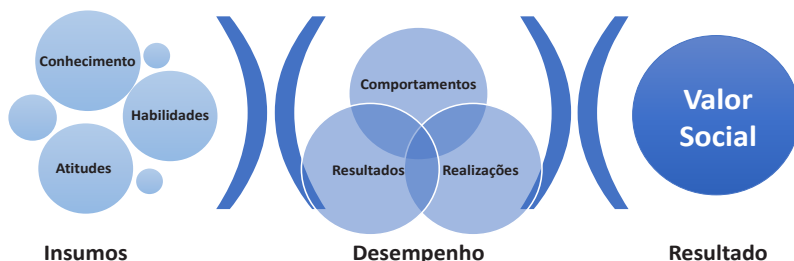 Conhecimento
Habilidades
Atitudes
Insumos
Comportamentos
Resultados
Realizações
Desempenho
Valor
Social
Resultado